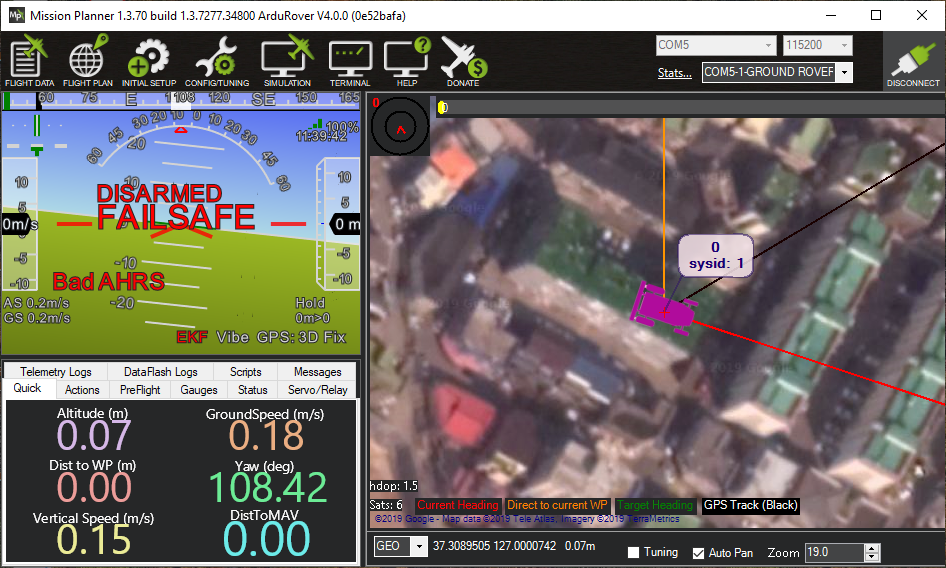 Mission Planner 1.3.70 build 1.3.7277.34800 ArduRover V4.0.0 (0e52bafa)
FLIGHT DATA FLIGHT PLAN INITIAL SETUP CONFIG/TUNING SIMULATION TERMINAL HELP DONATE
COM5 115200
Stats... COM5-1-GROUND ROVEF
DISCONNECT
60 75 E 108 SE 150 165
100%
11:39:42
60 45 30 20 10 0 10 20 30 45 60
20
DISARMED
FAILSAFE
10 5 0m/s -5 -10
10 5 0 m -5 -10
-10
Bad AHRS
-20
AS 0.2m/s
GS 0.2m/s
Hold
0m>0
EKF Vibe GPS: 3D Fix
Telemetry Logs DataFlash Logs Scripts Messages
Quick Actions PreFlight Gauges Status Servo/Relay
Altitude (m) GroundSpeed (m/s)
0.07 0.18
Dist to WP (m) Yaw (deg)
0.00 108.42
Vertical Speed (m/s) DistToMAV
0.15 0.00
0
0
sysid: 1
2019 Google
hdop: 1.5
Sats: 6 Current Heading Direct to current WP Target Heading GPS Track (Black)
©2019 Google - Map data ©2019 Tele Atlas, Imagery ©2019 TerraMetrics
GEO 37.3089505 127.0000742 0.07m
Tuning Auto Pan Zoom 19.0